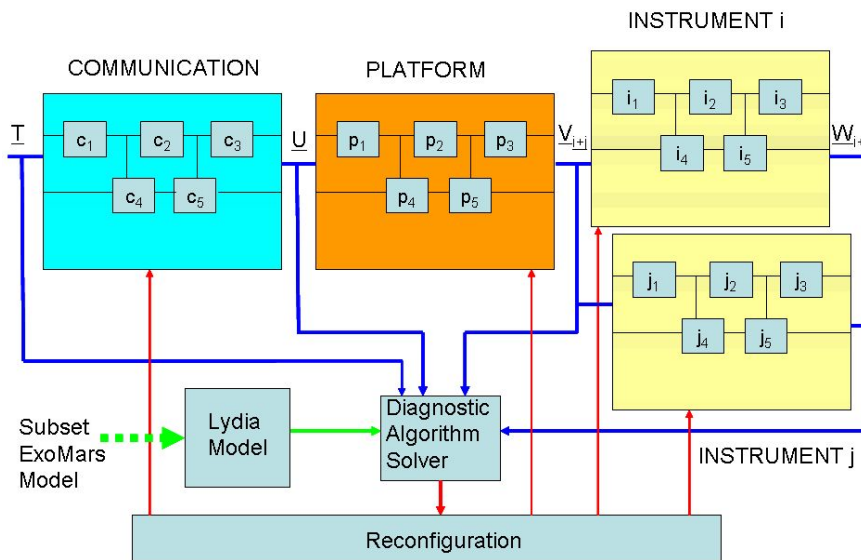 INSTRUMENT i
COMMUNICATION
PLATFORM
T
U
V i+j
W i+
c1
c2
c3
c4
c5
p1
p2
p3
p4
p5
i1
i2
i3
i4
i5
j1
j2
j3
j4
j5
Subset
ExoMars
Model
Lydia
Model
Diagnostic
Algorithm
Solver
INSTRUMENT j
Reconfiguration